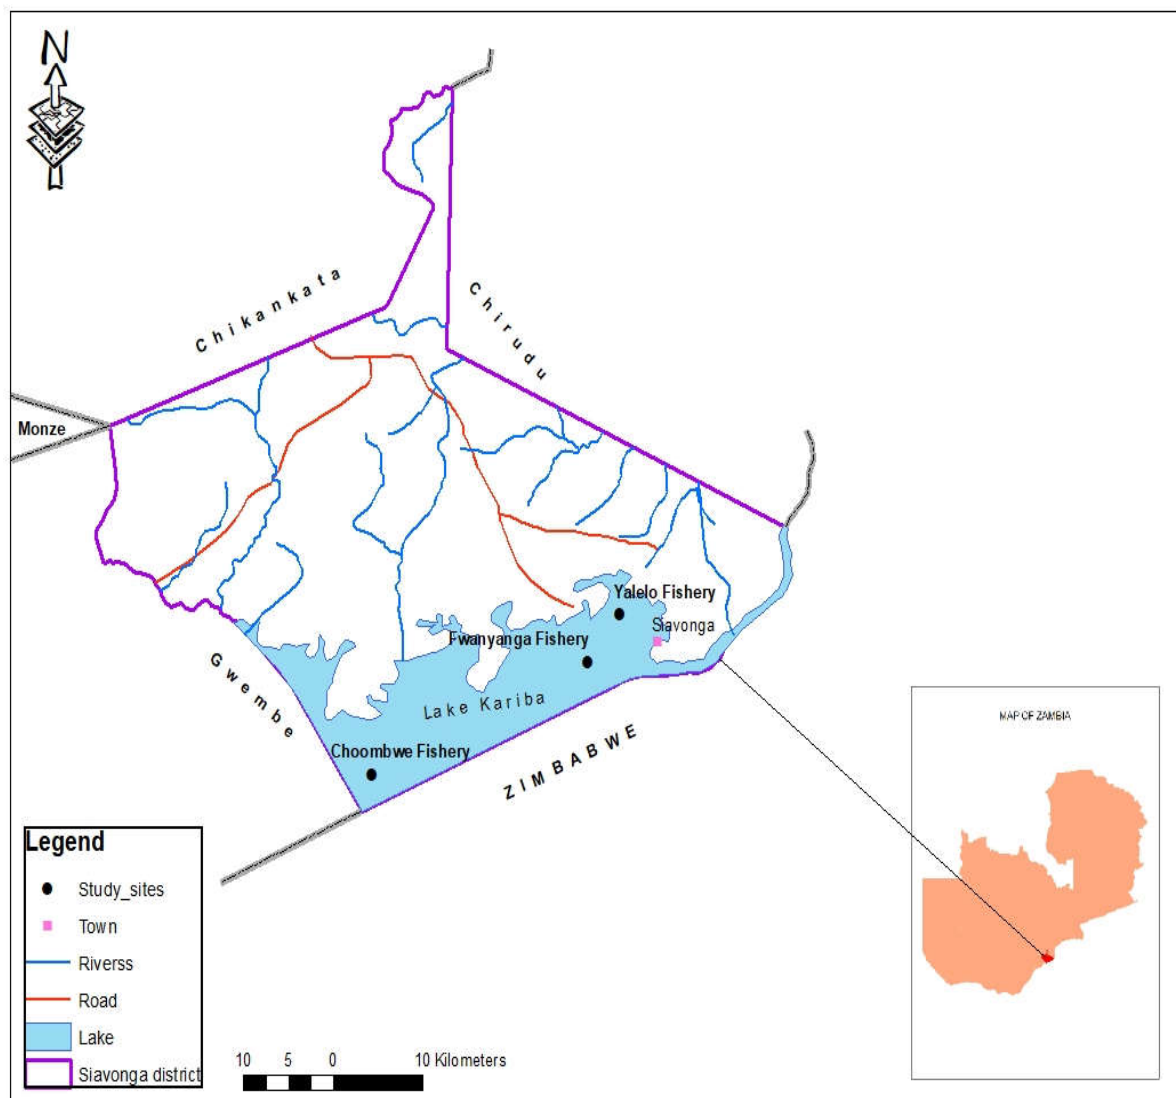 N
Chikankata
Chirudu
Monze
Yalelo Fishery
Siavonga
Fwanyanga Fishery
Gwembe
Lake Kariba
Choombwe Fishery
ZIMBABWE
MAP OF ZAMBIA
Legend
Study_sites
Town
Riverss
Road
Lake
Siavonga district
10 5 0 10 Kilometers